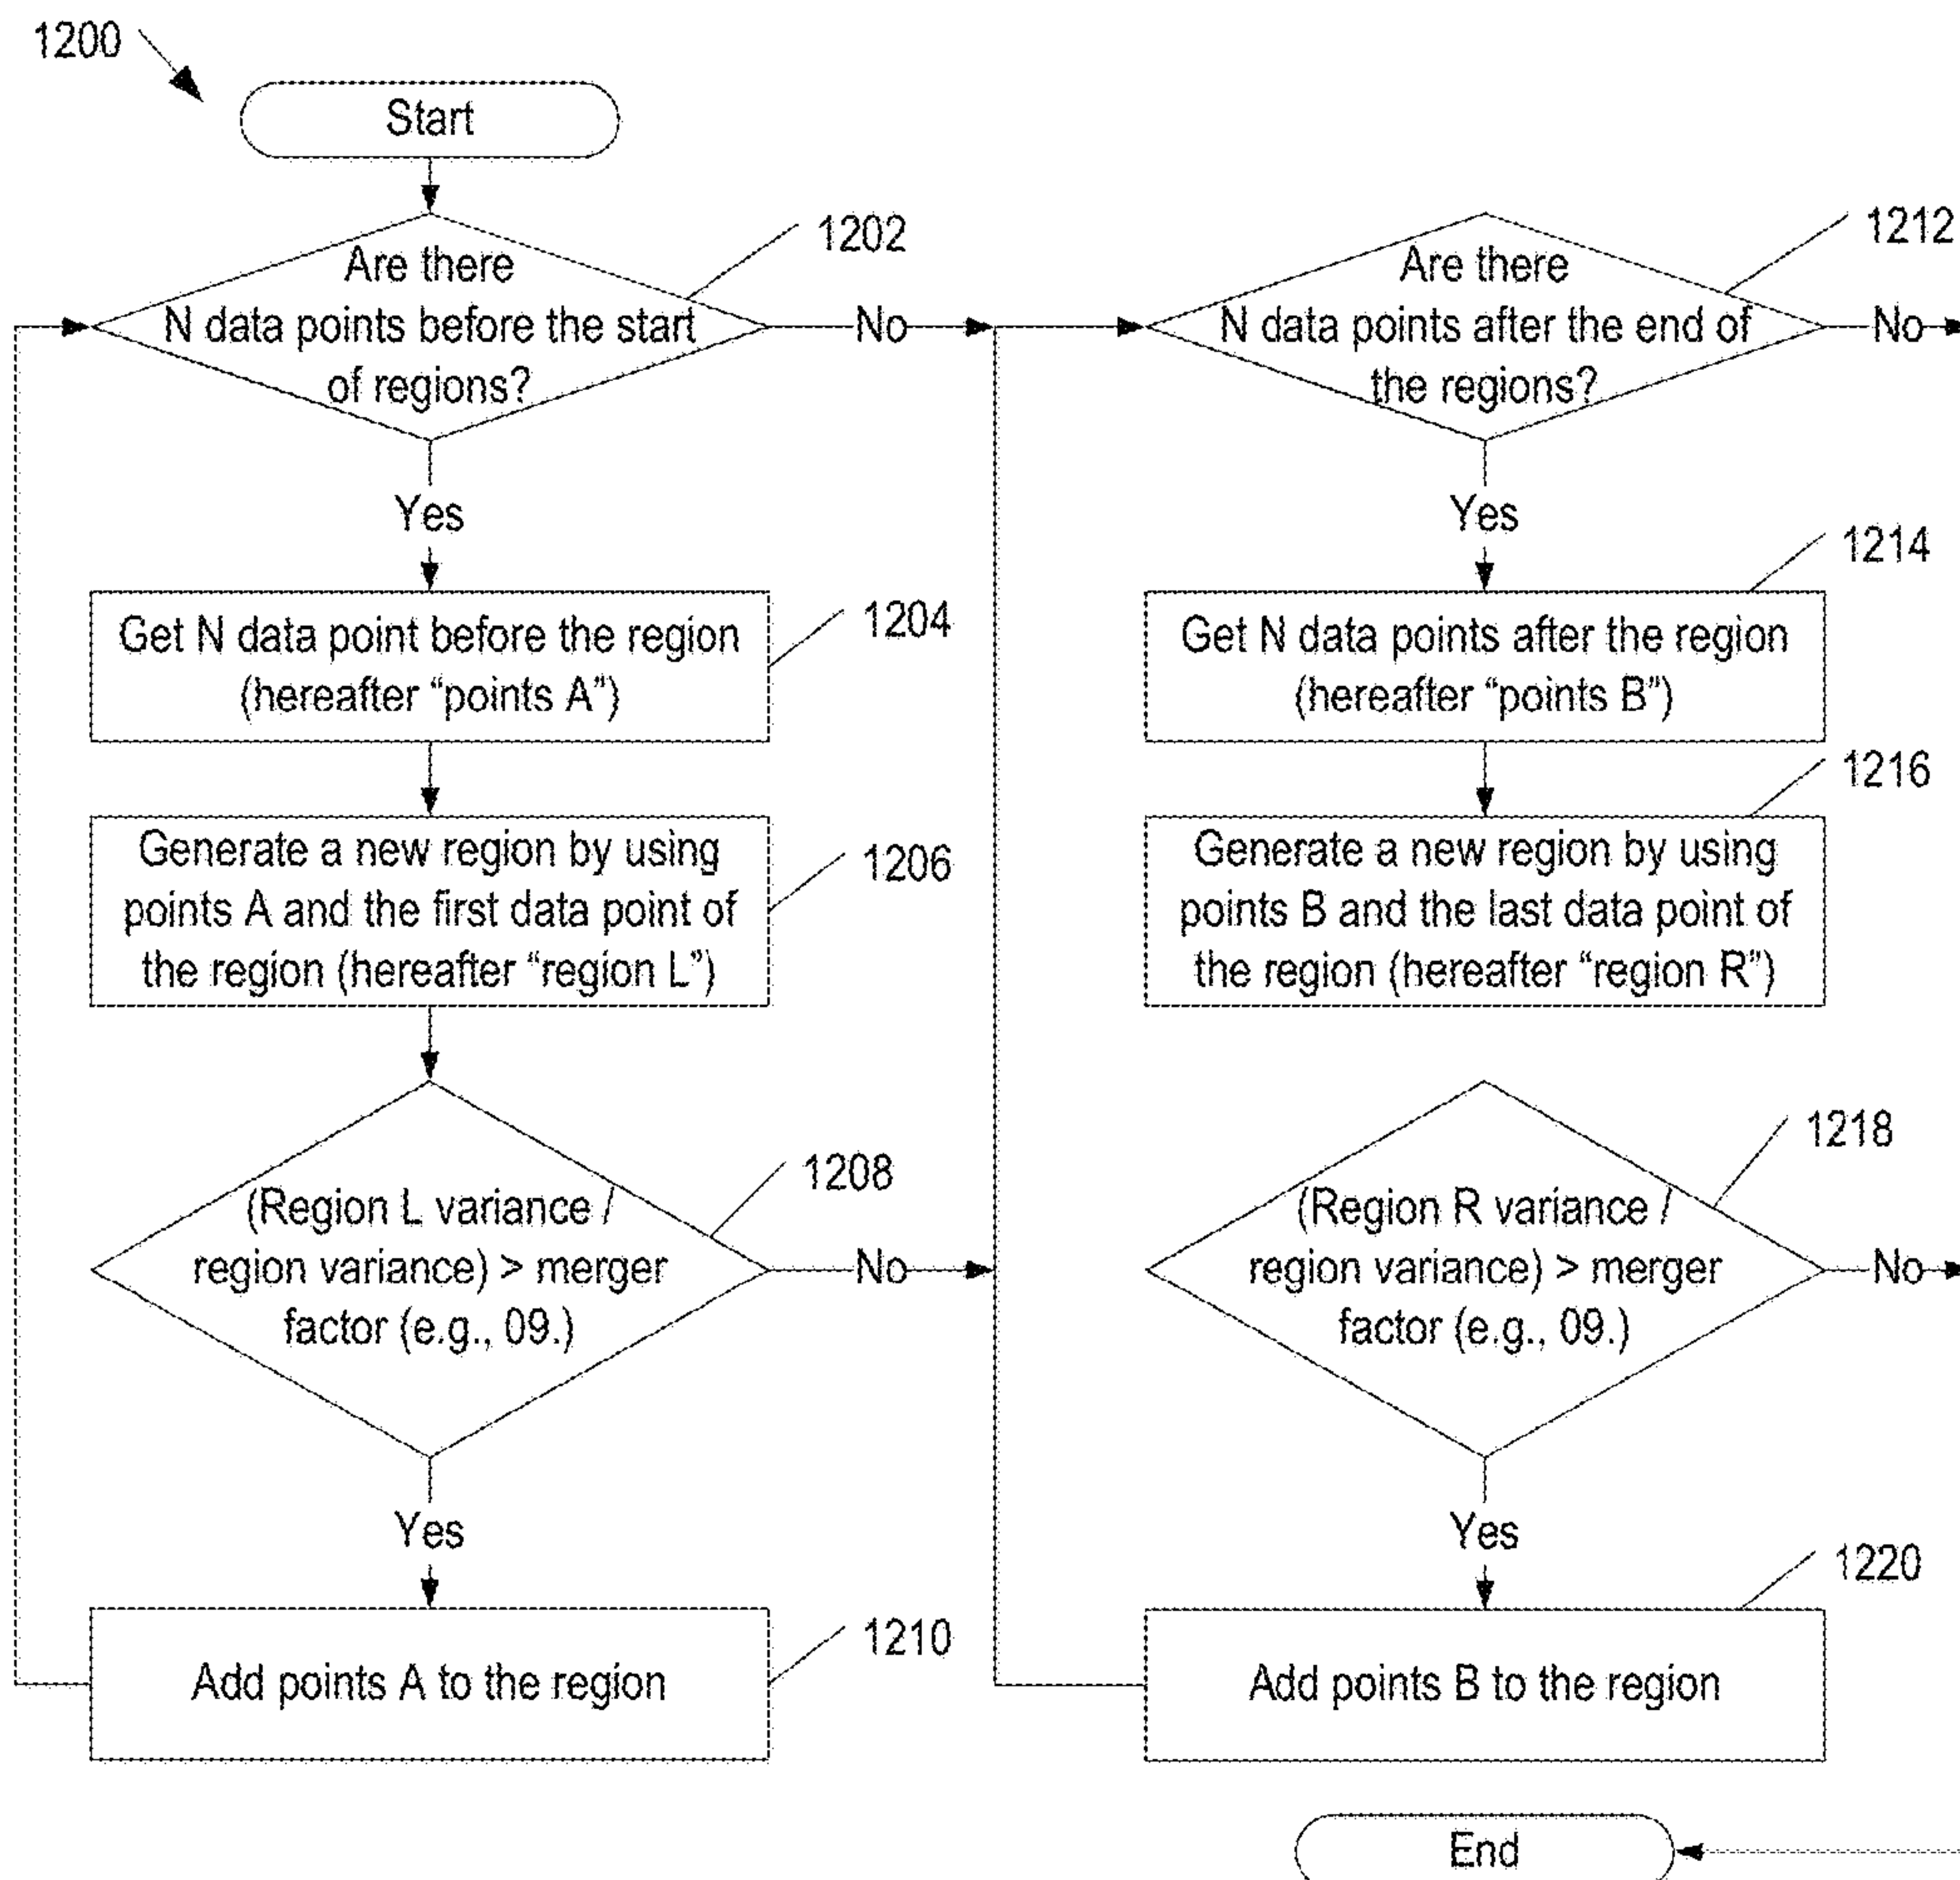 1200
Start
1202
Are there
N data points before the start
of regions?
No
Yes
1204
Get N data point before the region
(hereafter “points A”)
1206
Generate a new region by using
points A and the first data point of
the region (hereafter “region L”)
1208
(Region L variance /
region variance) > merger
factor (e.g., 09.)
No
Yes
1210
Add points A to the region
1212
Are there
N data points after the end of
the regions?
No
Yes
1214
Get N data points after the region
(hereafter “points B”)
1216
Generate a new region by using
points B and the last data point of
the region (hereafter “region R”)
1218
(Region R variance /
region variance) > merger
factor (e.g., 09.)
No
Yes
1220
Add points B to the region
End